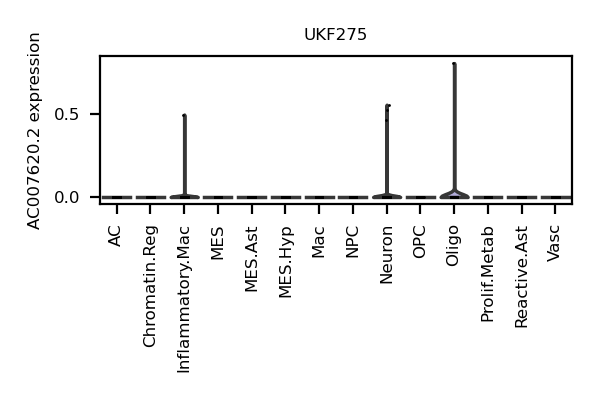 UKF275
AC007620.2 expression
0.5
0.0
AC
Chromatin.Reg
Inflammatory.Mac
MES
MES.Ast
MES.Hyp
Mac
NPC
Neuron
OPC
Oligo
Prolif.Metab
Reactive.Ast
Vasc